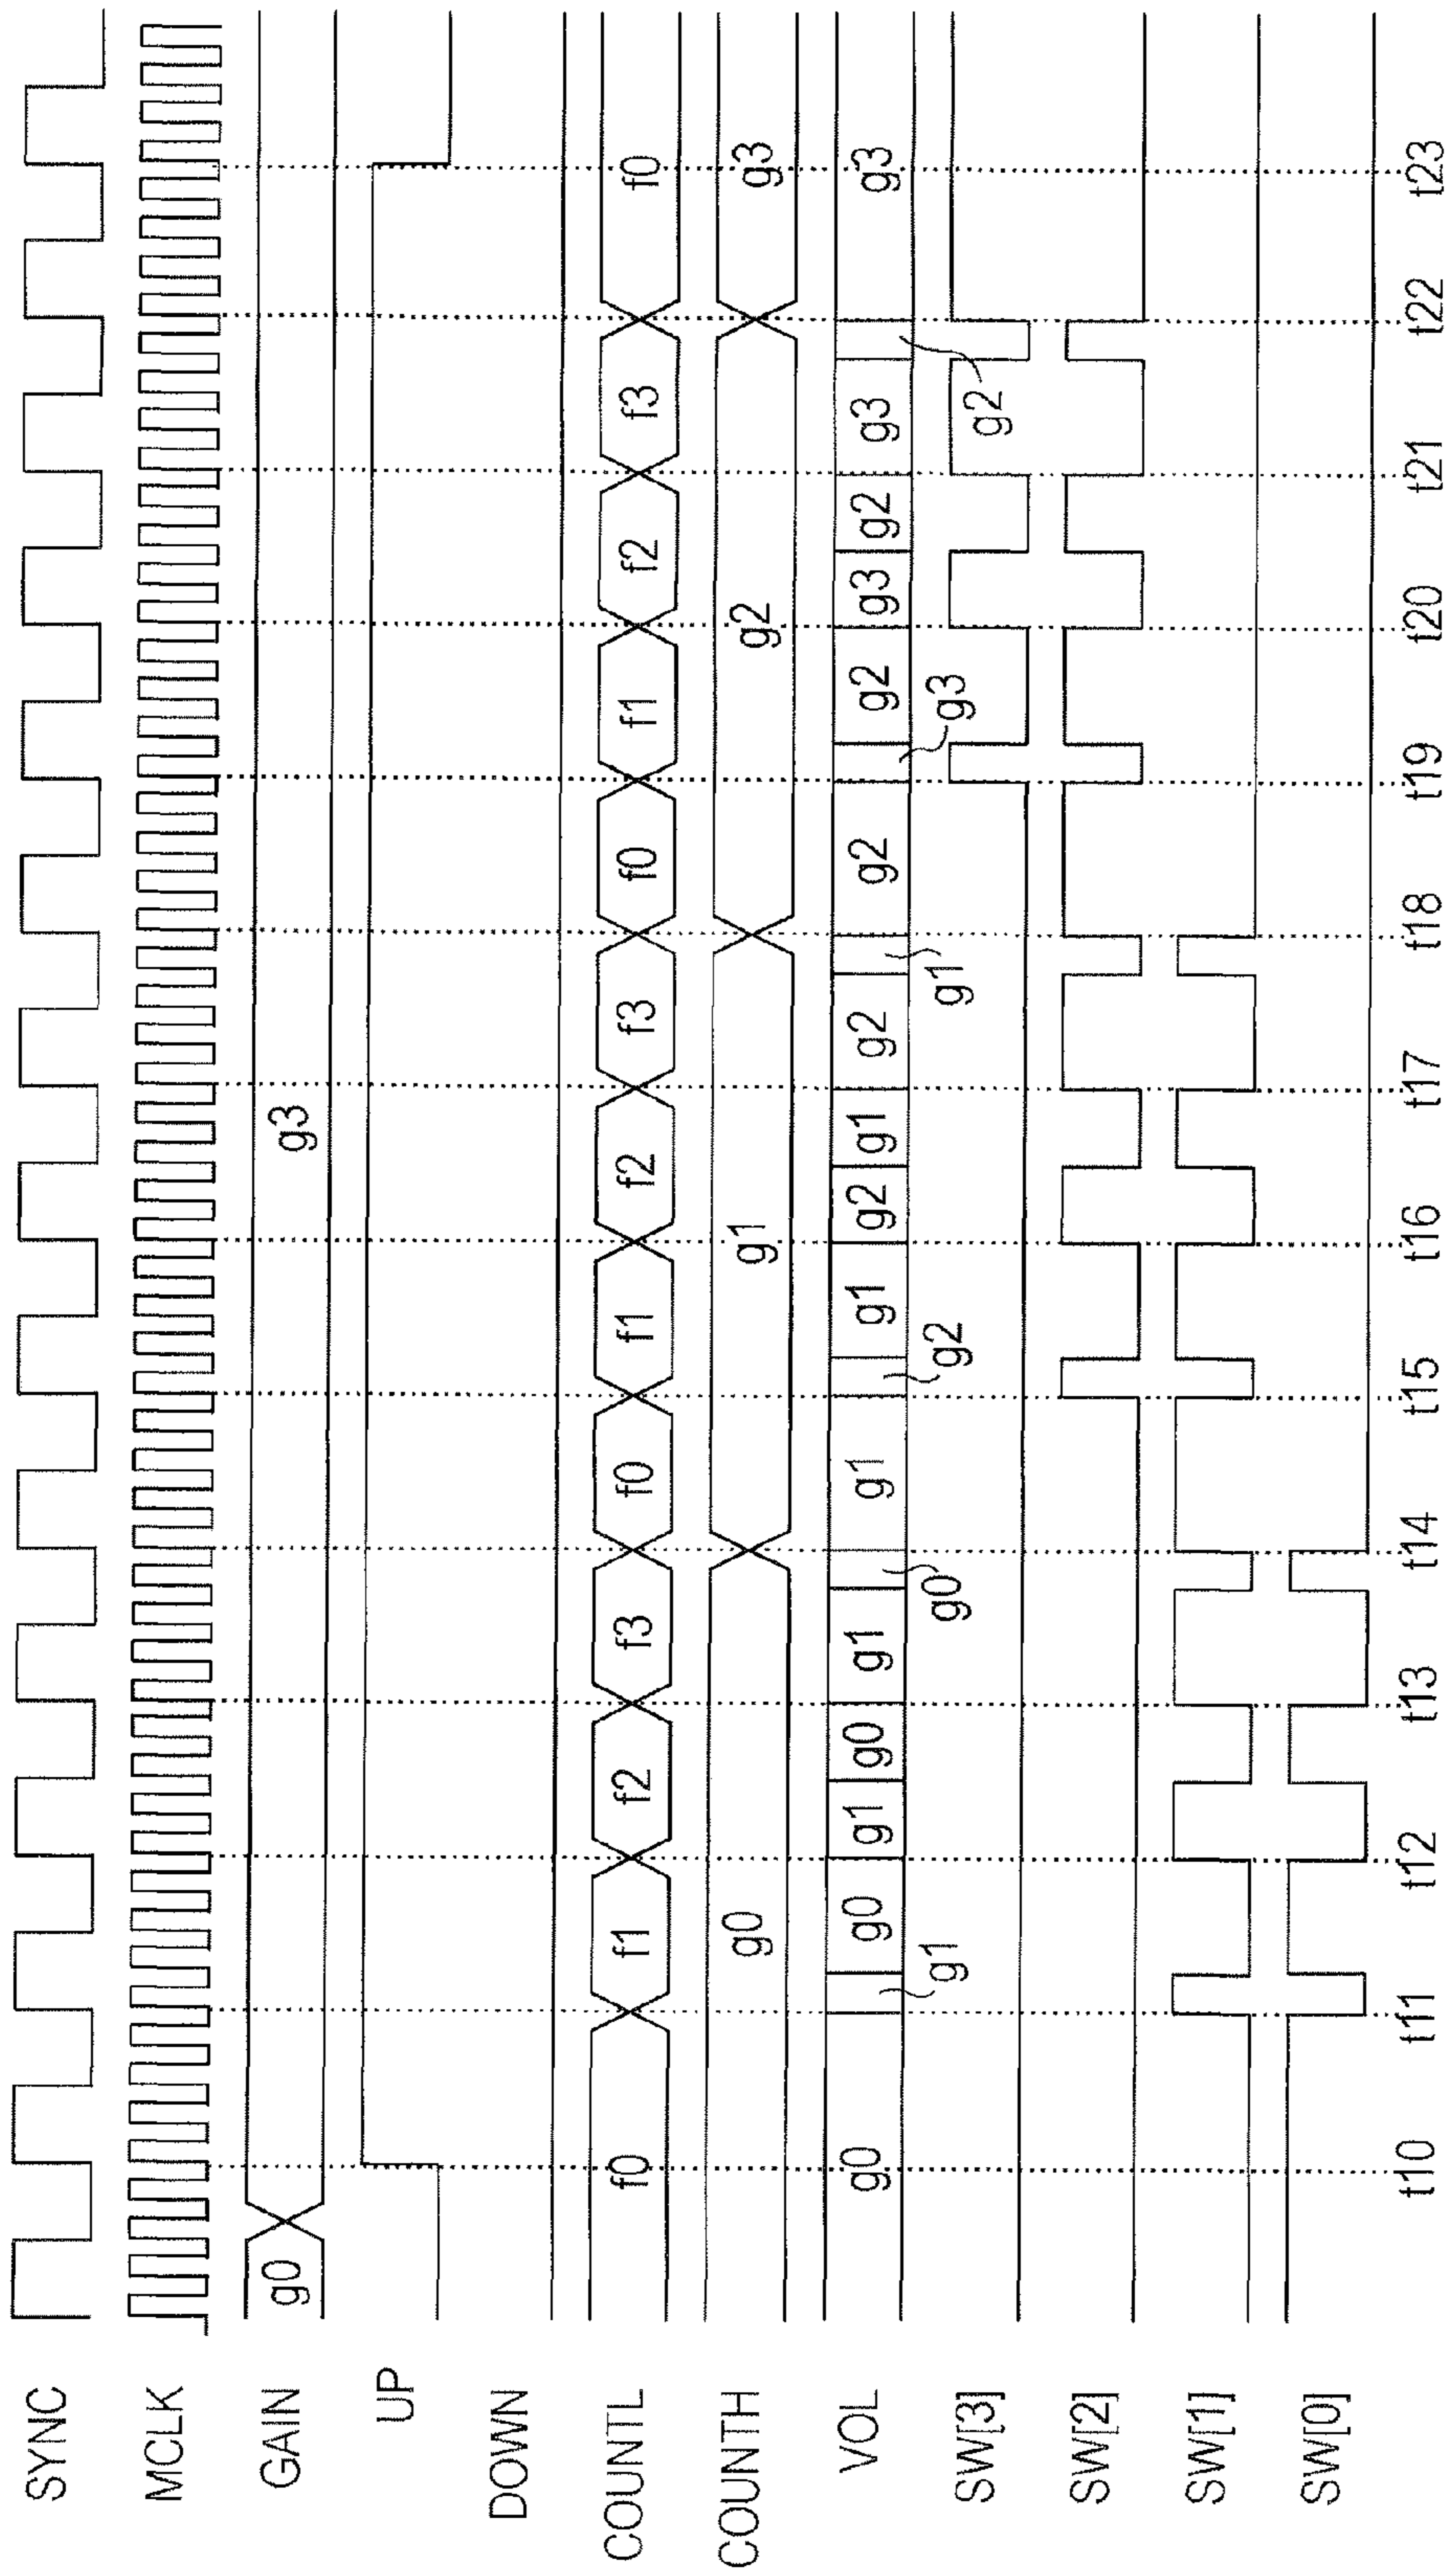 SYNC
MCLK
GAIN g0 g3
UP
DOWN
COUNTL f0 f1 f2 f3 f0 f1 f2 f3 f0 f1 f2 f3 f0
COUNTH g0 g1 g2 g3
VOL g0 g0 g1 g0 g1 g1 g1 g2 g1 g2 g2 g2 g3 g2 g3 g3
g1 g0 g2 g1 g3 g2
SW[3]
SW[2]
SW[1]
SW[0]
t10 t11 t12 t13 t14 t15 t16 t17 t18 t19 t20 t21 t22 t23